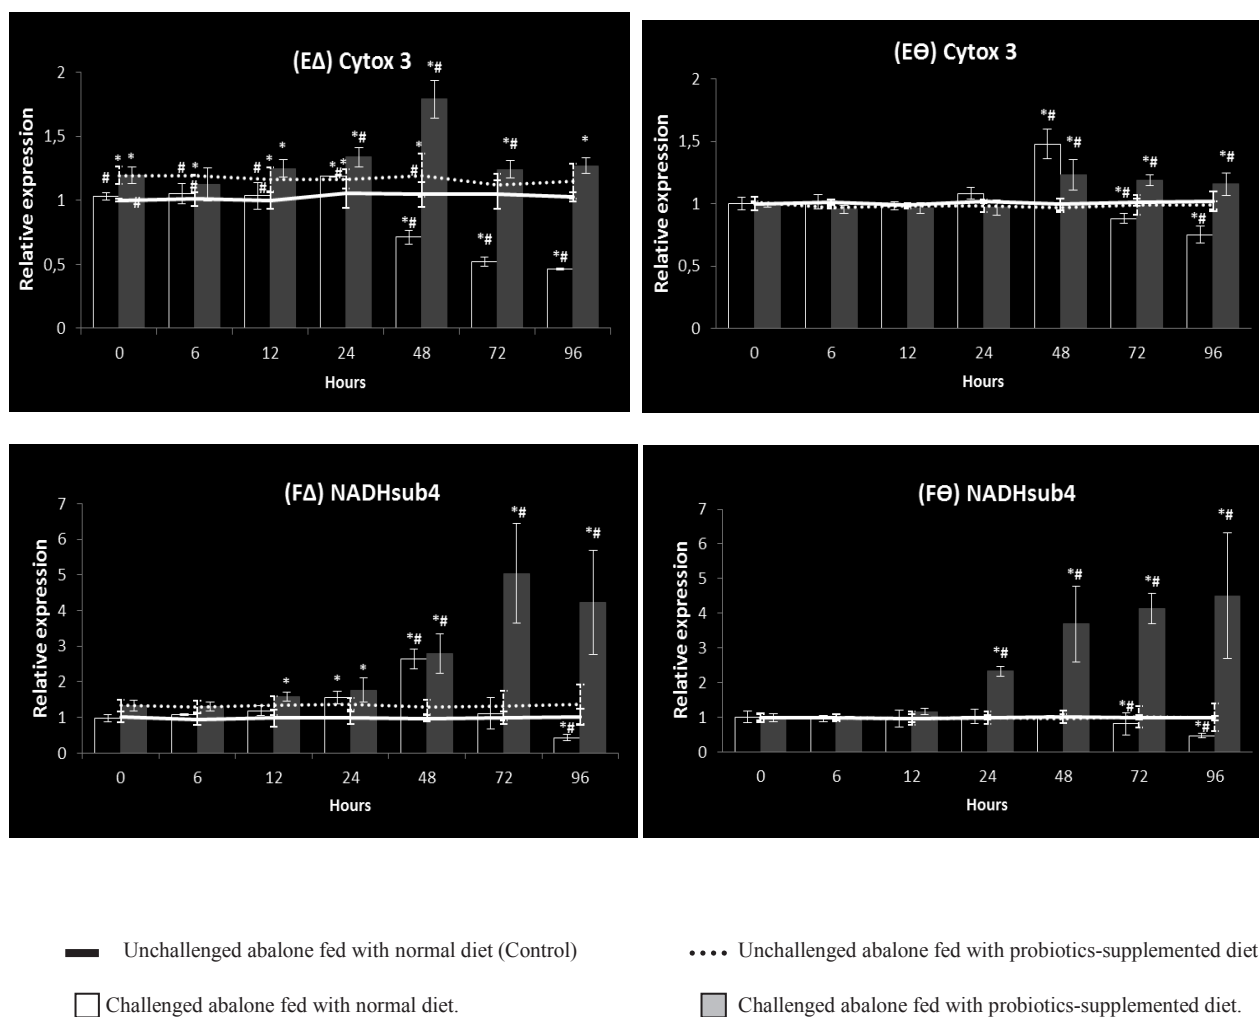 (EΔ) Cytox 3
Relative expression
2
1,5
1
0,5
0
* * # # * # # * # * * * # *# * # *# *# *# *# *# *
0 6 12 24 48 72 96
Hours
(EΘ) Cytox 3
Relative expression
2
1,5
1
0,5
0
*# *# *# *# *# *#
0 6 12 24 48 72 96
Hours
(FΔ) NADHsub4
Relative expression
7
6
5
4
3
2
1
0
* * * *# *# *# *# *#
0 6 12 24 48 72 96
Hours
(FΘ) NADHsub4
Relative expression
7
6
5
4
3
2
1
0
*# *# *# *# *# *#
0 6 12 24 48 72 96
Hours
Unchallenged abalone fed with normal diet (Control)
Unchallenged abalone fed with probiotics-supplemented diet
Challenged abalone fed with normal diet.
Challenged abalone fed with probiotics-supplemented diet.